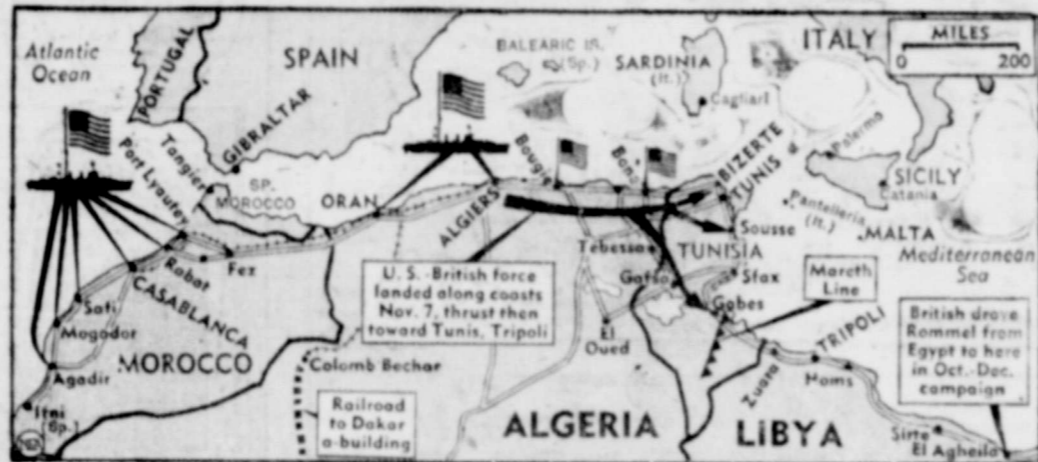 Atlantic
Ocean
PORTUGAL
SPAIN
GIBRALTAR
Tangier
SP.
MOROCCO
Port Lyautey
Rabat
Fez
CASABLANCA
Safi
Mogador
Agadir
Ifni
(Sp.)
MOROCCO
ORAN
ALGIERS
BALEARIC IS.
(Sp.)
SARDINIA
(It.)
Cagliari
ITALY
MILES
0 200
Bougie
Bone
BIZERTE
TUNIS
Palermo
SICILY
Catania
Pantelleria
(It.)
MALTA
Mediterranean
Sea
Sousse
Tebessa
TUNISIA
Sfax
Gafsa
Gabes
Mareth
Line
U. S. -British force
landed along coasts
Nov. 7, thrust then
toward Tunis, Tripoli
El
Oued
Colomb Bechar
Railroad
to Dakar
a-building
ALGERIA
LIBYA
Zuara
TRIPOLI
Homs
Sirte
El Agheila
British drove
Rommel from
Egypt to here
in Oct.-Dec.
campaign